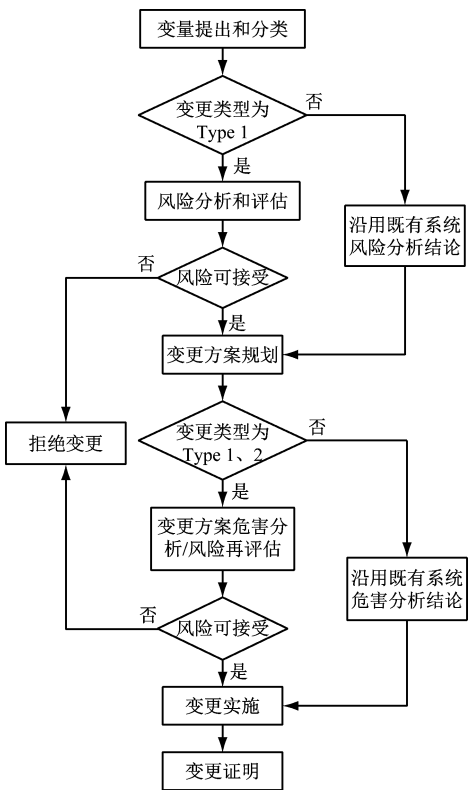 变量提出和分类
变更类型为
Type 1
否
是
风险分析和评估
沿用既有系统
风险分析结论
否
风险可接受
是
变更方案规划
变更类型为
Type 1、2
否
拒绝变更
是
变更方案危害分
析/风险再评估
沿用既有系统
危害分析结论
否
风险可接受
是
变更实施
变更证明